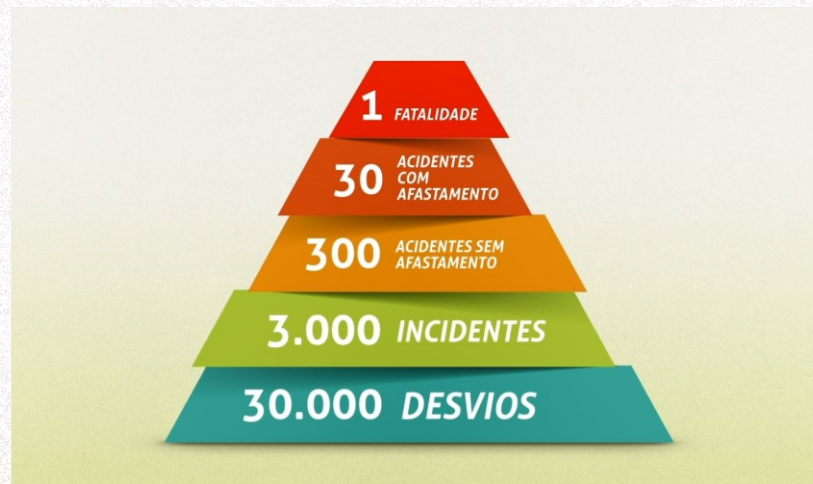 1 FATALIDADE
30 ACIDENTES
COM
AFASTAMENTO
300 ACIDENTES SEM
AFASTAMENTO
3.000 INCIDENTES
30.000 DESVIOS